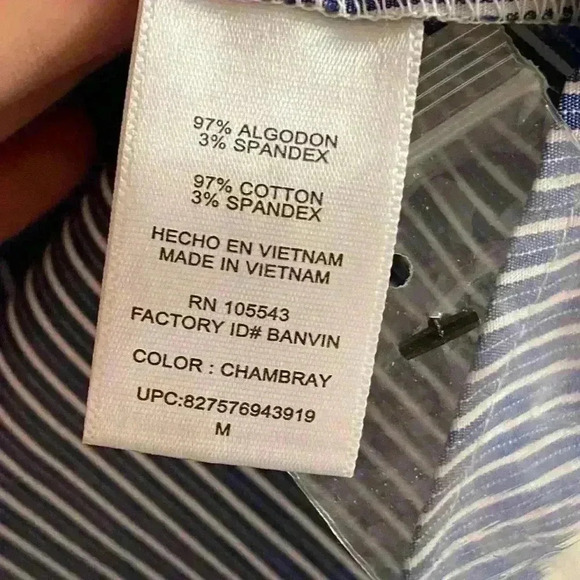 97% ALGODON
3% SPANDEX
97% COTTON
3% SPANDEX
HECHO EN VIETNAM
MADE IN VIETNAM
RN 105543
FACTORY ID# BANVIN
COLOR : CHAMBRAY
UPC:827576943919
M